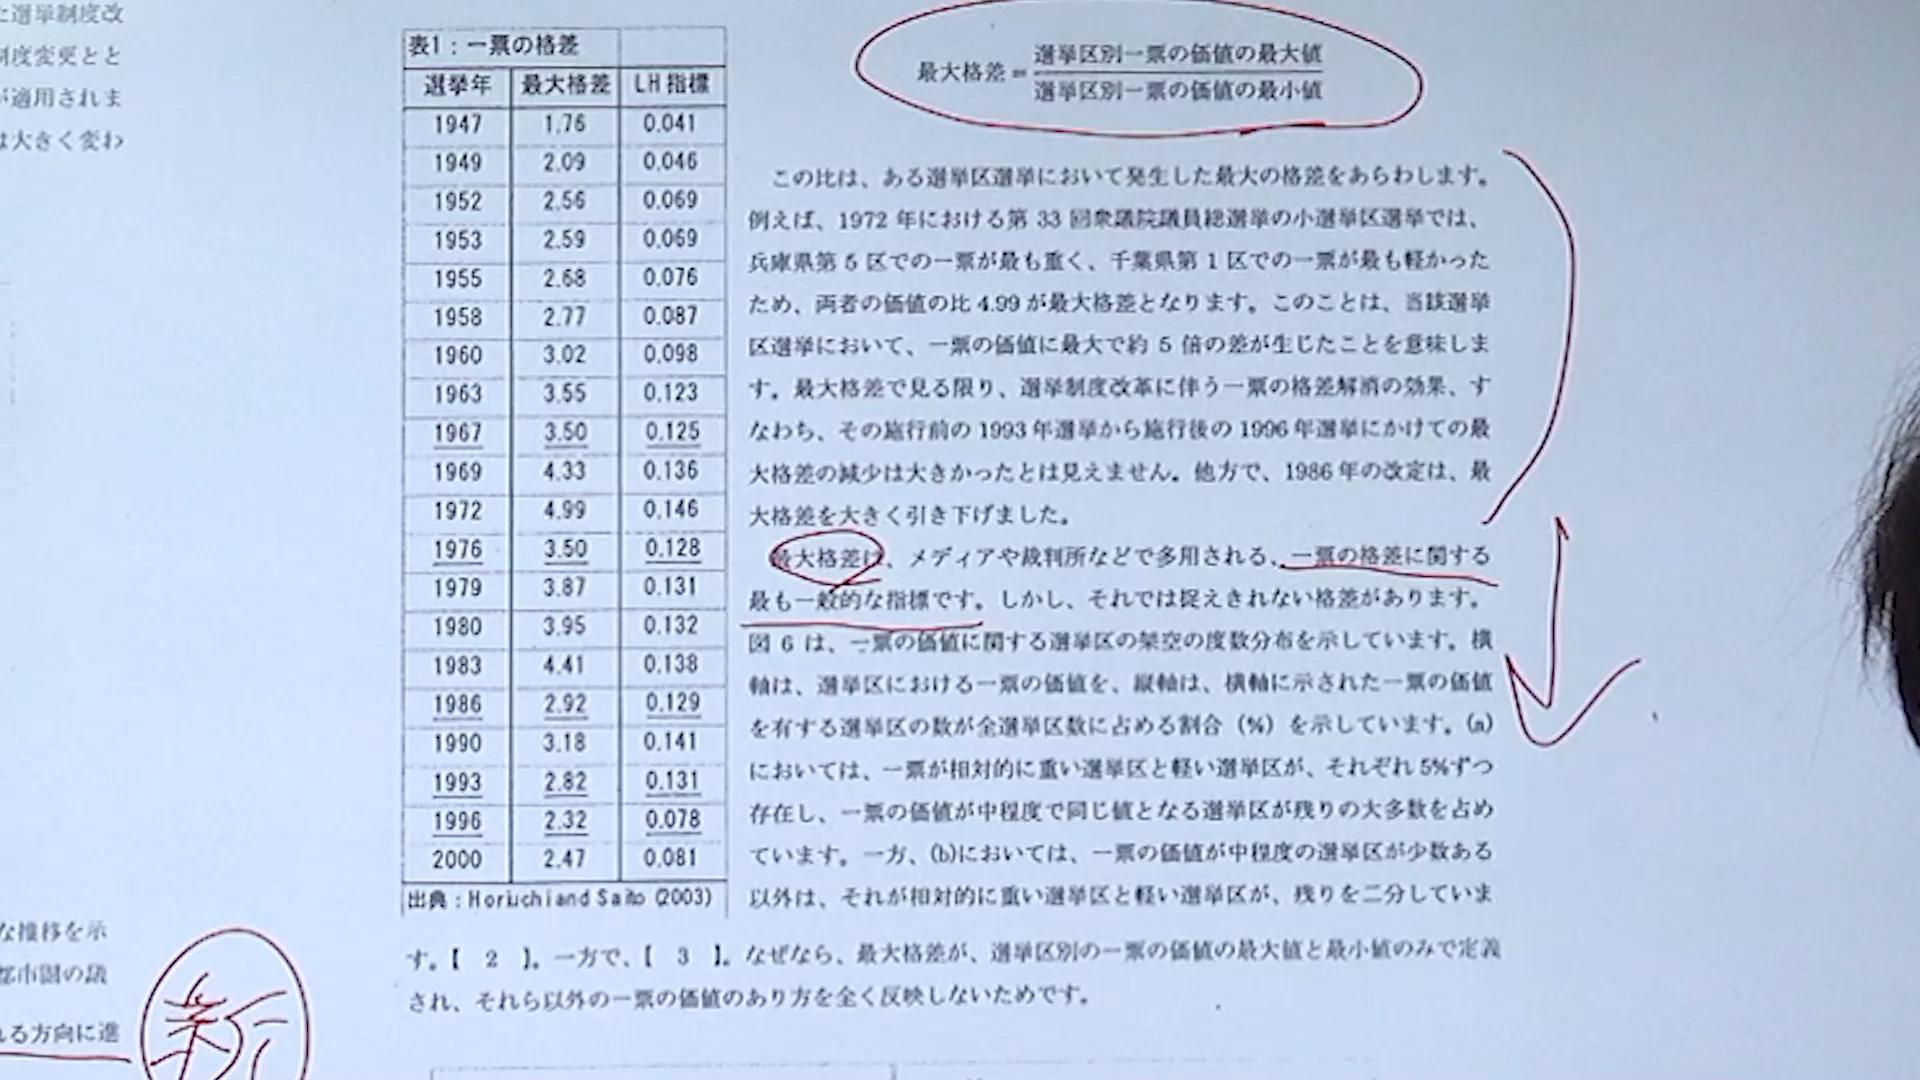 た選挙制度改
制度変更とと
が適用されま
は大きく変わ
表1：一票の格差
選挙年 最大格差 LH指標
1947 1.76 0.041
1949 2.09 0.046
1952 2.56 0.069
1953 2.59 0.069
1955 2.68 0.076
1958 2.77 0.087
1960 3.02 0.098
1963 3.55 0.123
1967 3.50 0.125
1969 4.33 0.136
1972 4.99 0.146
1976 3.50 0.128
1979 3.87 0.131
1980 3.95 0.132
1983 4.41 0.138
1986 2.92 0.129
1990 3.18 0.141
1993 2.82 0.131
1996 2.32 0.078
2000 2.47 0.081
出典：Horiuchi and Saito (2003)
選挙区別一票の価値の最大値
最大格差＝
選挙区別一票の価値の最小値
この比は、ある選挙区選挙において発生した最大の格差をあらわします。
例えば、1972 年における第 33 回衆議院議員総選挙の小選挙区選挙では、
兵庫県第 5 区での一票が最も重く、千葉県第 1 区での一票が最も軽かった
ため、両者の価値の比 4.99 が最大格差となります。このことは、当該選挙
区選挙において、一票の価値に最大で約 5 倍の差が生じたことを意味しま
す。最大格差で見る限り、選挙制度改革に伴う一票の格差解消の効果、す
なわち、その施行前の 1993 年選挙から施行後の 1996 年選挙にかけての最
大格差の減少は大きかったとは見えません。他方で、1986 年の改定は、最
大格差を大きく引き下げました。
最大格差は、メディアや裁判所などで多用される、一票の格差に関する
最も一般的な指標です。しかし、それでは捉えきれない格差があります。
図 6 は、一票の価値に関する選挙区の架空の度数分布を示しています。横
軸は、選挙区における一票の価値を、縦軸は、横軸に示された一票の価値
を有する選挙区の数が全選挙区数に占める割合（%）を示しています。(a)
においては、一票が相対的に重い選挙区と軽い選挙区が、それぞれ 5%ずつ
存在し、一票の価値が中程度で同じ値となる選挙区が残りの大多数を占め
ています。一方、(b)においては、一票の価値が中程度の選挙区が少数ある
以外は、それが相対的に重い選挙区と軽い選挙区が、残りを二分していま
す。【 2 】。一方で、【 3 】。なぜなら、最大格差が、選挙区別の一票の価値の最大値と最小値のみで定義
され、それら以外の一票の価値のあり方を全く反映しないためです。
な推移を示
都市圏の議
れる方向に進
新